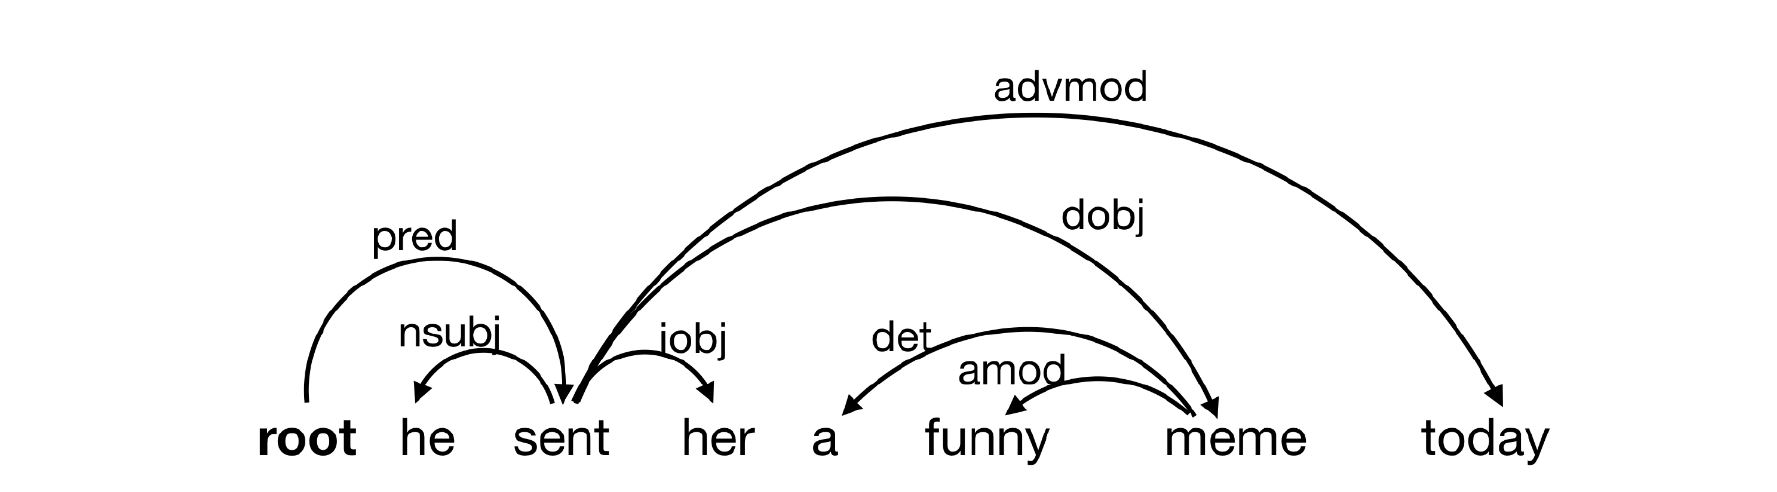 advmod
dobj
pred
nsubj
iobj
det
amod
root he sent her a funny meme today